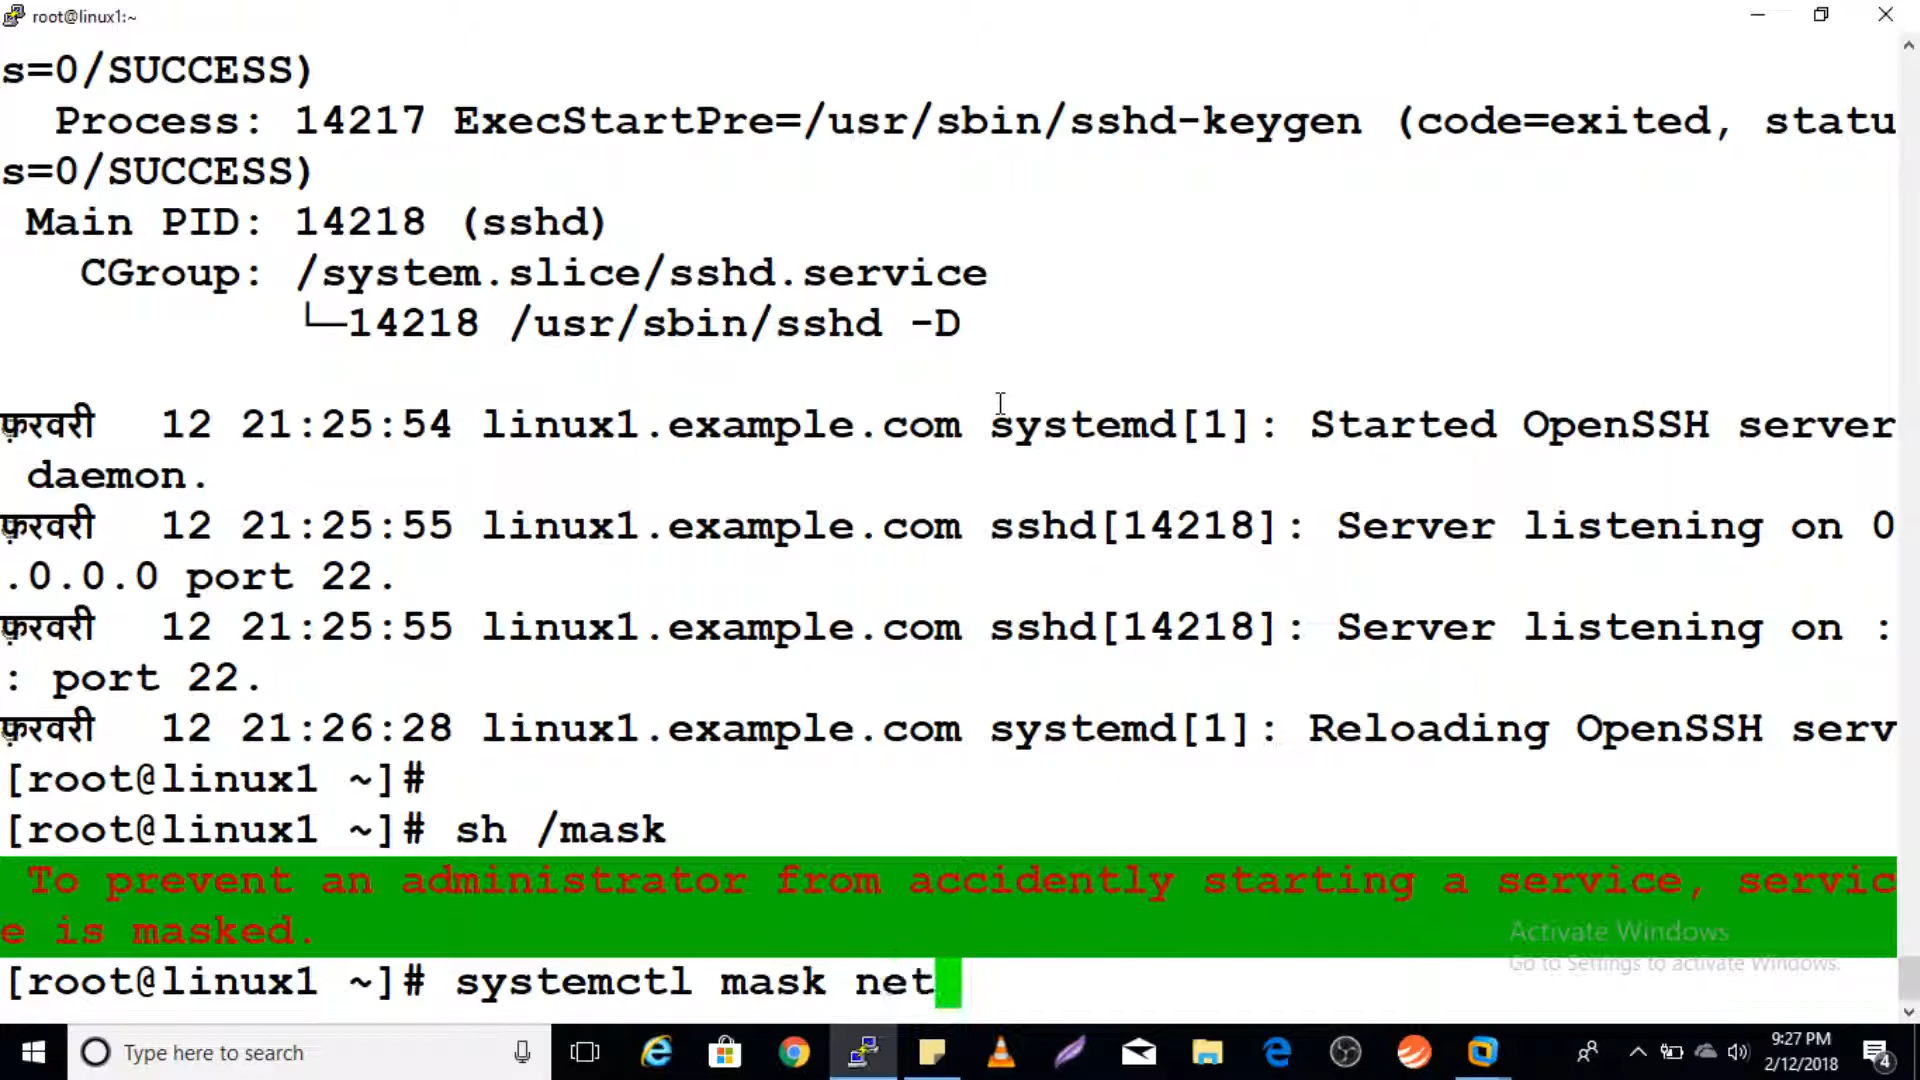 root@linux1:~
s=0/SUCCESS)
Process: 14217 ExecStartPre=/usr/sbin/sshd-keygen (code=exited, statu
s=0/SUCCESS)
Main PID: 14218 (sshd)
CGroup: /system.slice/sshd.service
└─14218 /usr/sbin/sshd -D
फ़रवरी 12 21:25:54 linux1.example.com systemd[1]: Started OpenSSH server
daemon.
फ़रवरी 12 21:25:55 linux1.example.com sshd[14218]: Server listening on 0
.0.0.0 port 22.
फ़रवरी 12 21:25:55 linux1.example.com sshd[14218]: Server listening on :
: port 22.
फ़रवरी 12 21:26:28 linux1.example.com systemd[1]: Reloading OpenSSH serv
[root@linux1 ~]#
[root@linux1 ~]# sh /mask
To prevent an administrator from accidently starting a service, servic
e is masked.
Activate Windows
Go to Settings to activate Windows.
[root@linux1 ~]# systemctl mask net
Type here to search
9:27 PM
2/12/2018
4